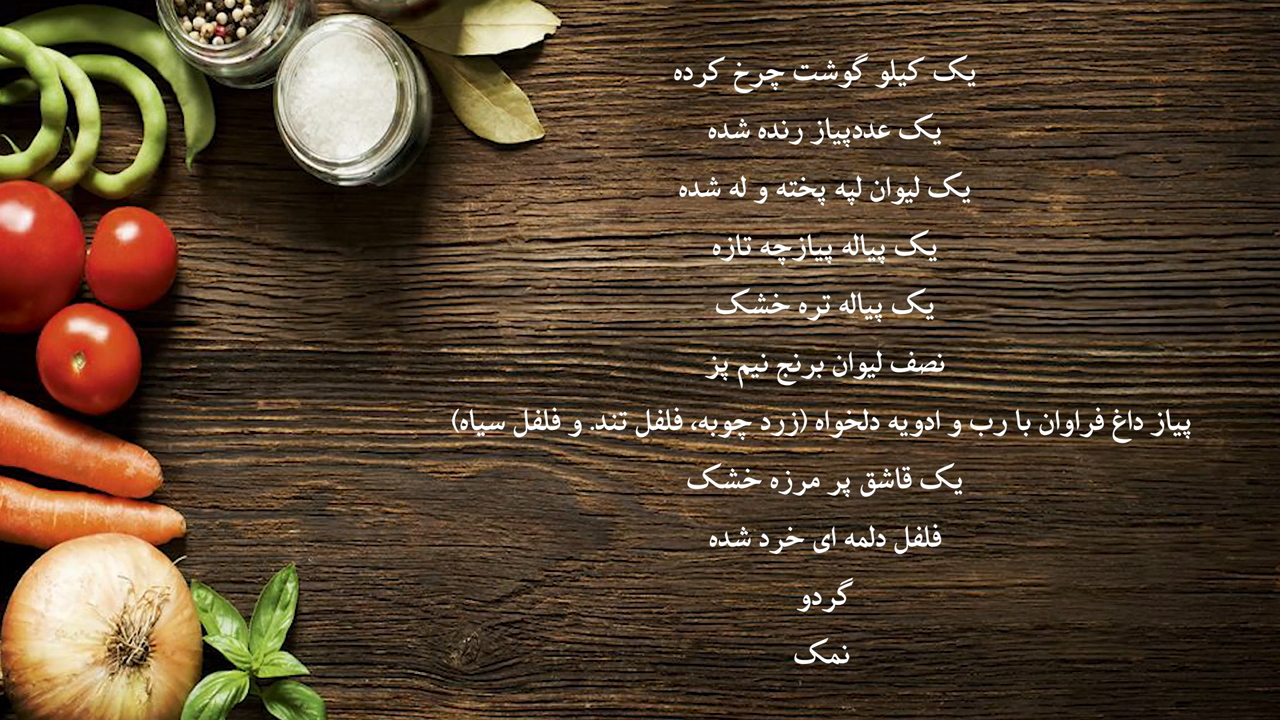 یک کیلو گوشت چرخ کرده
یک عددپیاز رنده شده
یک لیوان لپه پخته و له شده
یک پیاله پیازچه تازه
یک پیاله تره خشک
نصف لیوان برنج نیم پز
پیاز داغ فراوان با رب و ادویه دلخواه (زرد چوبه، فلفل تند. و فلفل سیاه)
یک قاشق پر مرزه خشک
فلفل دلمه ای خرد شده
گردو
نمک